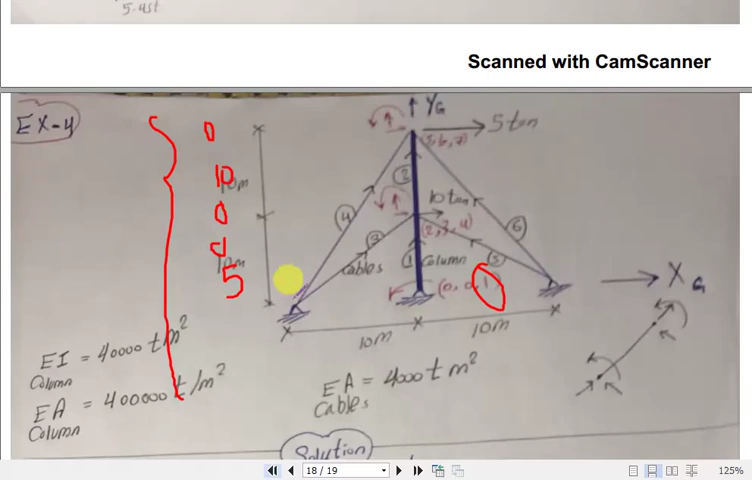 5-4st
Scanned with CamScanner
EX-4
YG
5 ton
(5,6,7)
0
10
10m
0
10m
5
2
4
10 ton
(2,3,4)
6
3
5
Cables
1
Column
(0,0,1)
XG
10m
10m
EI = 40000 t m²
Column
EA = 400000 t/m²
Column
EA = 4000 t m²
Cables
Solution
18 / 19
125%